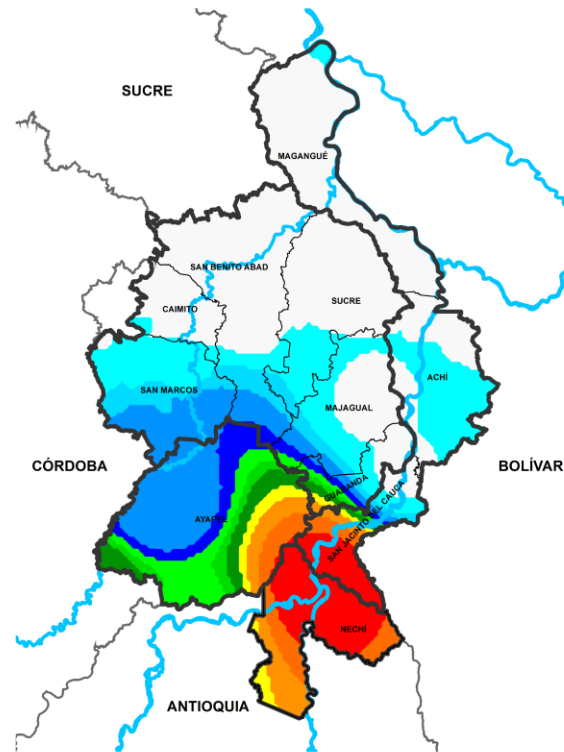 SUCRE
MAGANGUÉ
SAN BENITO ABAD
SUCRE
CAIMITO
ACHÍ
SAN MARCOS
MAJAGUAL
CÓRDOBA
BOLÍVAR
GUARANDA
AYAPEL
SAN JACINTO DEL CAUCA
NECHÍ
ANTIOQUIA